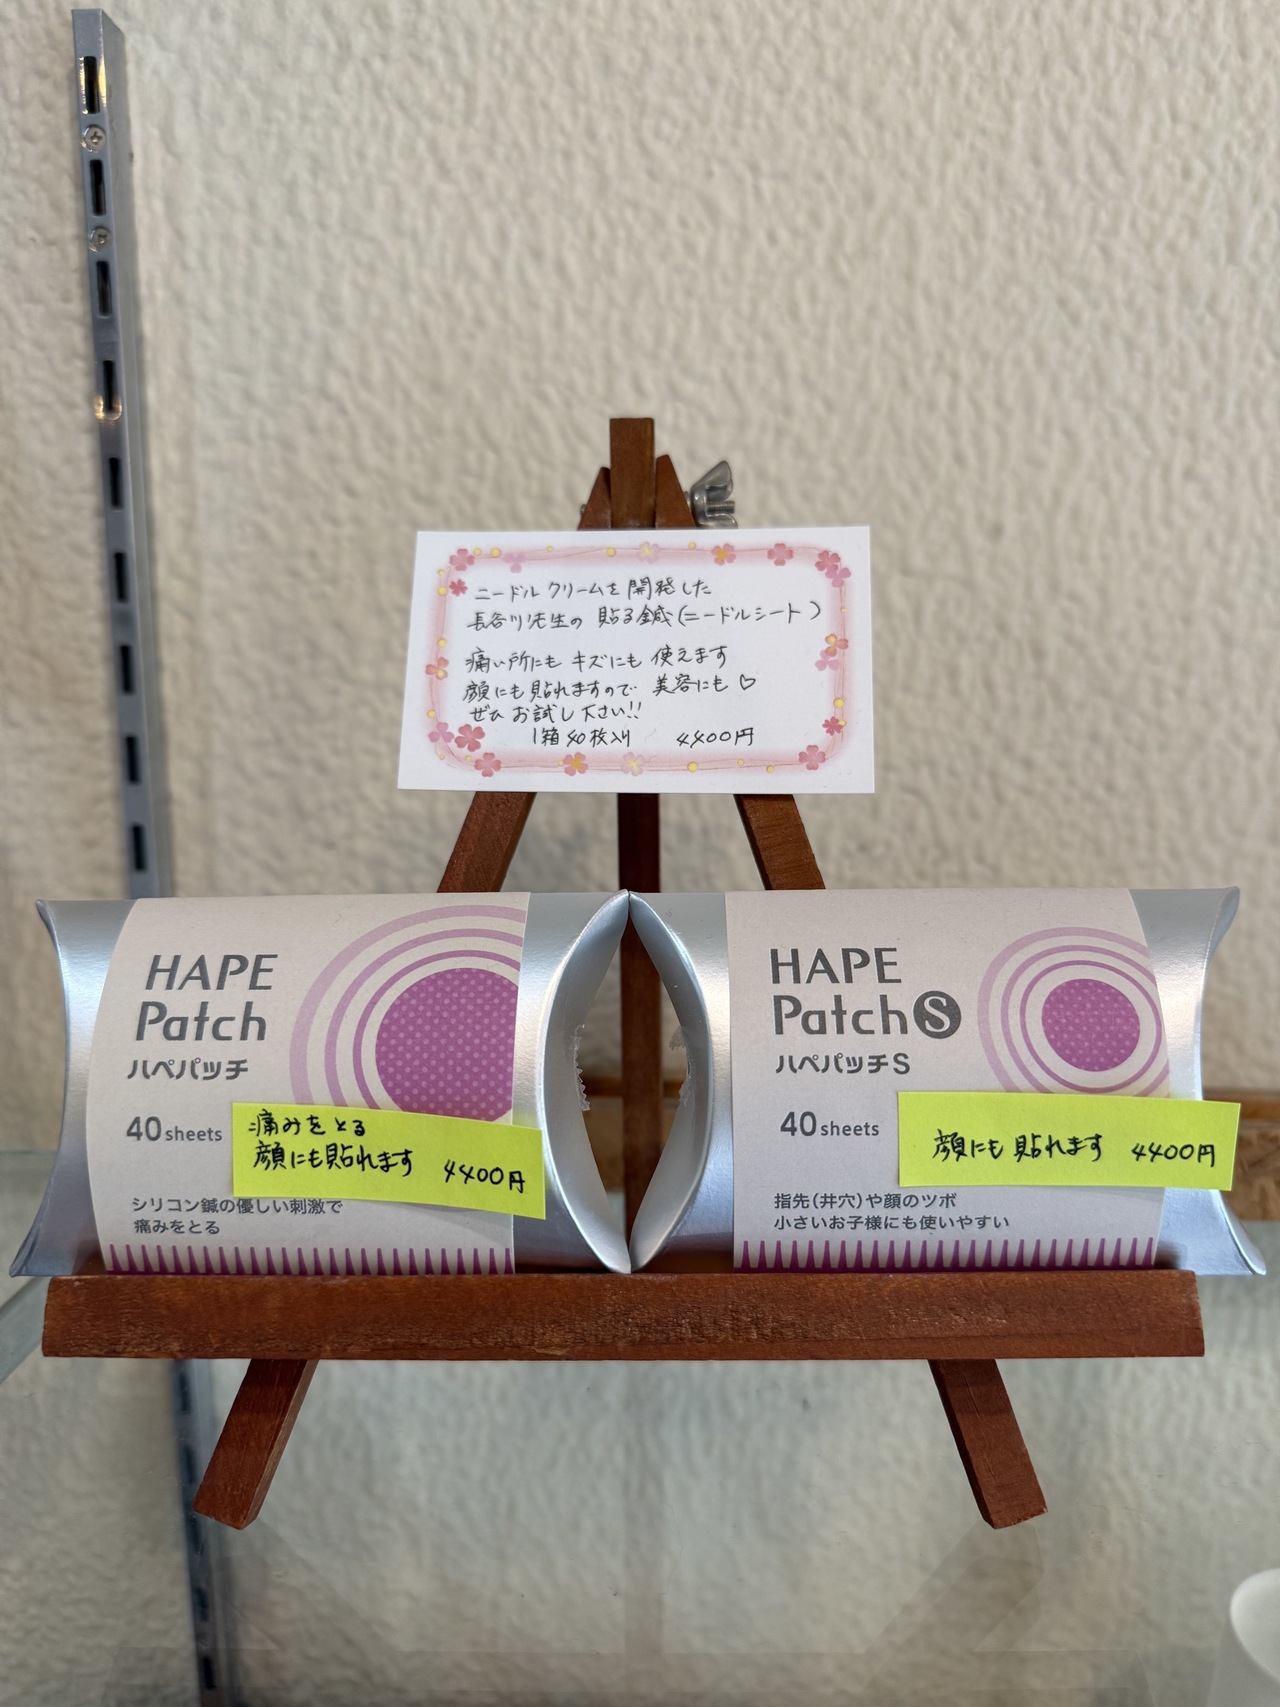 ニードルクリームを開発した
長谷川先生の貼る鍼(ニードルシート)
痛い所にもキズにも使えます
顔にも貼れますので美容にも♡
ぜひお試し下さい!!
1箱40枚入り 4400円
HAPE
Patch
ハペパッチ
40 sheets
痛みをとる
顔にも貼れます 4400円
シリコン鍼の優しい刺激で
痛みをとる
HAPE
Patch S
ハペパッチS
40 sheets
顔にも貼れます 4400円
指先(井穴)や顔のツボ
小さいお子様にも使いやすい